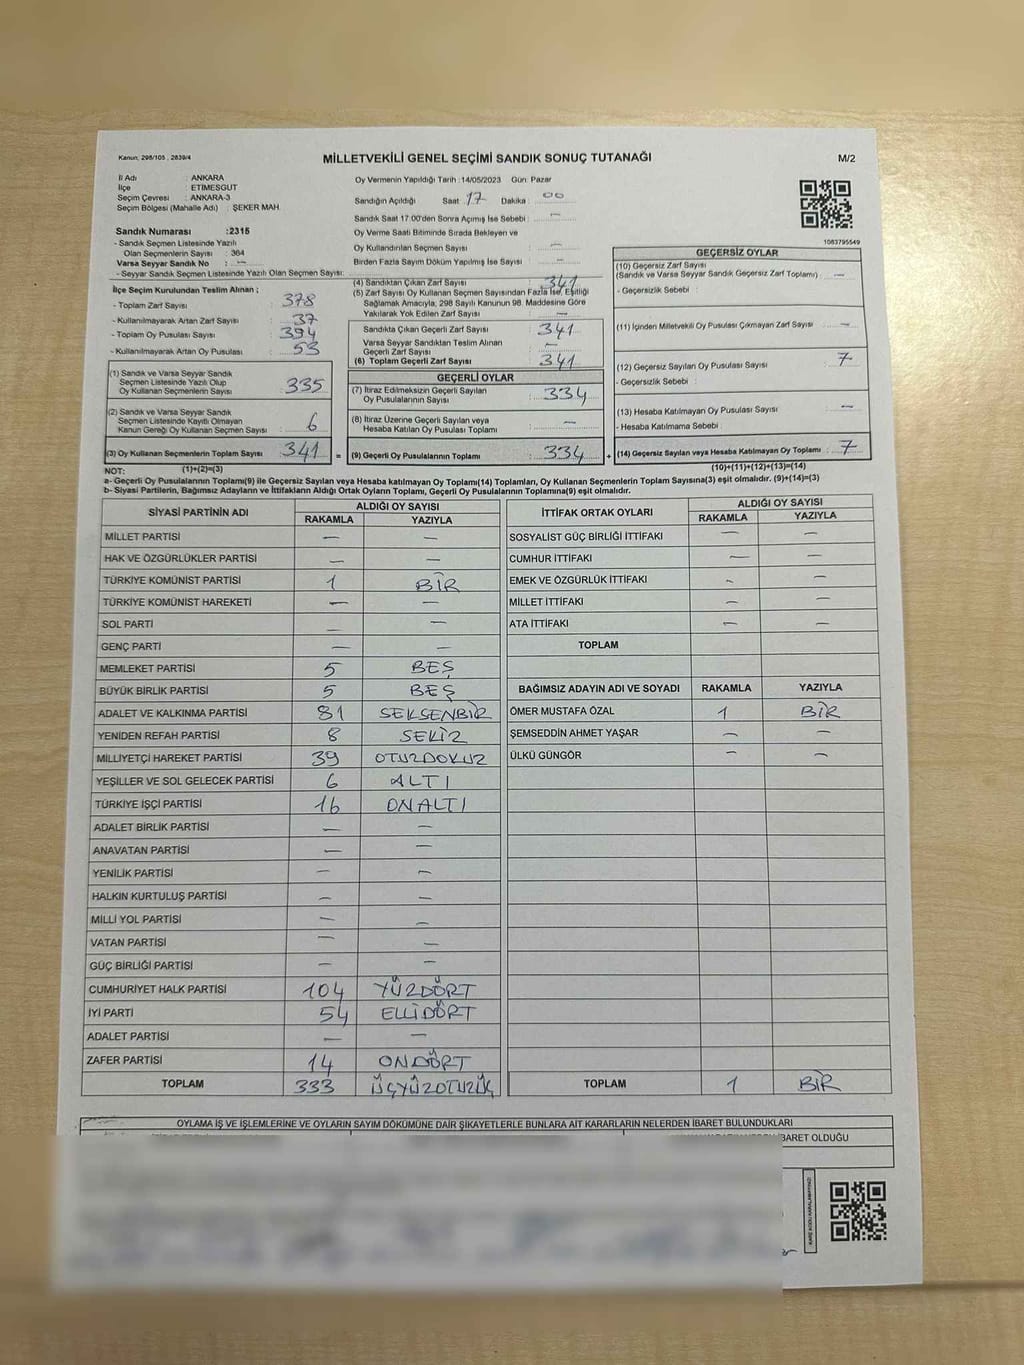 Kanun, 298/105 , 2839/4
MİLLETVEKİLİ GENEL SEÇİMİ SANDIK SONUÇ TUTANAĞI
M/2
İl Adı : ANKARA
İlçe : ETİMESGUT
Seçim Çevresi : ANKARA-3
Seçim Bölgesi (Mahalle Adı) : ŞEKER MAH.
Oy Vermenin Yapıldığı Tarih :14/05/2023 Gün: Pazar
Sandığın Açıldığı Saat : 17 Dakika : 00
Sandık Saat 17:00'den Sonra Açılmış İse Sebebi : —
Oy Verme Saati Bitiminde Sırada Bekleyen ve
Oy Kullandırılan Seçmen Sayısı : —
Birden Fazla Sayım Döküm Yapılmış İse Sayısı : —
1083795549
Sandık Numarası :2315
- Sandık Seçmen Listesinde Yazılı
Olan Seçmenlerin Sayısı : 364
Varsa Seyyar Sandık No : —
- Seyyar Sandık Seçmen Listesinde Yazılı Olan Seçmen Sayısı:
İlçe Seçim Kurulundan Teslim Alınan ;
- Toplam Zarf Sayısı : 378
- Kullanılmayarak Artan Zarf Sayısı : 37
- Toplam Oy Pusulası Sayısı : 394
- Kullanılmayarak Artan Oy Pusulası : 53
(1) Sandık ve Varsa Seyyar Sandık
Seçmen Listesinde Yazılı Olup
Oy Kullanan Seçmenlerin Sayısı : 335
(2) Sandık ve Varsa Seyyar Sandık
Seçmen Listesinde Kayıtlı Olmayan
Kanun Gereği Oy Kullanan Seçmen Sayısı : 6
(3) Oy Kullanan Seçmenlerin Toplam Sayısı : 341
(4) Sandıktan Çıkan Zarf Sayısı : 341
(5) Zarf Sayısı Oy Kullanan Seçmen Sayısından Fazla İse, Eşitliği
Sağlamak Amacıyla, 298 Sayılı Kanunun 98. Maddesine Göre
Yakılarak Yok Edilen Zarf Sayısı : —
Sandıkta Çıkan Geçerli Zarf Sayısı : 341
Varsa Seyyar Sandıktan Teslim Alınan
Geçerli Zarf Sayısı : —
(6) Toplam Geçerli Zarf Sayısı : 341
GEÇERLİ OYLAR
(7) İtiraz Edilmeksizin Geçerli Sayılan
Oy Pusulalarının Sayısı : 334
(8) İtiraz Üzerine Geçerli Sayılan veya
Hesaba Katılan Oy Pusulası Toplamı : —
= (9) Geçerli Oy Pusulalarının Toplamı : 334
GEÇERSİZ OYLAR
(10) Geçersiz Zarf Sayısı
(Sandık ve Varsa Seyyar Sandık Geçersiz Zarf Toplamı) : —
- Geçersizlik Sebebi :
(11) İçinden Milletvekili Oy Pusulası Çıkmayan Zarf Sayısı : —
(12) Geçersiz Sayılan Oy Pusulası Sayısı : 7
- Geçersizlik Sebebi :
(13) Hesaba Katılmayan Oy Pusulası Sayısı : —
- Hesaba Katılmama Sebebi :
+ (14) Geçersiz Sayılan veya Hesaba Katılmayan Oy Toplamı : 7
NOT: (1)+(2)=(3)
(10)+(11)+(12)+(13)=(14)
a- Geçerli Oy Pusulalarının Toplamı(9) ile Geçersiz Sayılan veya Hesaba katılmayan Oy Toplamı(14) Toplamları, Oy Kullanan Seçmenlerin Toplam Sayısına(3) eşit olmalıdır. (9)+(14)=(3)
b- Siyasi Partilerin, Bağımsız Adayların ve İttifakların Aldığı Ortak Oyların Toplamı, Geçerli Oy Pusulalarının Toplamına(9) eşit olmalıdır.
SİYASİ PARTİNİN ADI ALDIĞI OY SAYISI
RAKAMLA YAZIYLA
MİLLET PARTİSİ — —
HAK VE ÖZGÜRLÜKLER PARTİSİ — —
TÜRKİYE KOMÜNİST PARTİSİ 1 BİR
TÜRKİYE KOMÜNİST HAREKETİ — —
SOL PARTİ — —
GENÇ PARTİ — —
MEMLEKET PARTİSİ 5 BEŞ
BÜYÜK BİRLİK PARTİSİ 5 BEŞ
ADALET VE KALKINMA PARTİSİ 81 SEKSENBİR
YENİDEN REFAH PARTİSİ 8 SEKİZ
MİLLİYETÇİ HAREKET PARTİSİ 39 OTUZDOKUZ
YEŞİLLER VE SOL GELECEK PARTİSİ 6 ALTI
TÜRKİYE İŞÇİ PARTİSİ 16 ONALTI
ADALET BİRLİK PARTİSİ — —
ANAVATAN PARTİSİ — —
YENİLİK PARTİSİ — —
HALKIN KURTULUŞ PARTİSİ — —
MİLLİ YOL PARTİSİ — —
VATAN PARTİSİ — —
GÜÇ BİRLİĞİ PARTİSİ — —
CUMHURİYET HALK PARTİSİ 104 YÜZDÖRT
İYİ PARTİ 54 ELLİDÖRT
ADALET PARTİSİ — —
ZAFER PARTİSİ 14 ONDÖRT
TOPLAM 333 ÜÇYÜZOTUZÜÇ
İTTİFAK ORTAK OYLARI ALDIĞI OY SAYISI
RAKAMLA YAZIYLA
SOSYALİST GÜÇ BİRLİĞİ İTTİFAKI — —
CUMHUR İTTİFAKI — —
EMEK VE ÖZGÜRLÜK İTTİFAKI — —
MİLLET İTTİFAKI — —
ATA İTTİFAKI — —
TOPLAM
BAĞIMSIZ ADAYIN ADI VE SOYADI RAKAMLA YAZIYLA
ÖMER MUSTAFA ÖZAL 1 BİR
ŞEMSEDDİN AHMET YAŞAR — —
ÜLKÜ GÜNGÖR — —
TOPLAM 1 BİR
OYLAMA İŞ VE İŞLEMLERİNE VE OYLARIN SAYIM DÖKÜMÜNE DAİR ŞİKAYETLERLE BUNLARA AİT KARARLARIN NELERDEN İBARET BULUNDUKLARI
İBARET OLDUĞU
KARE KODU KARALAMAYINIZ!